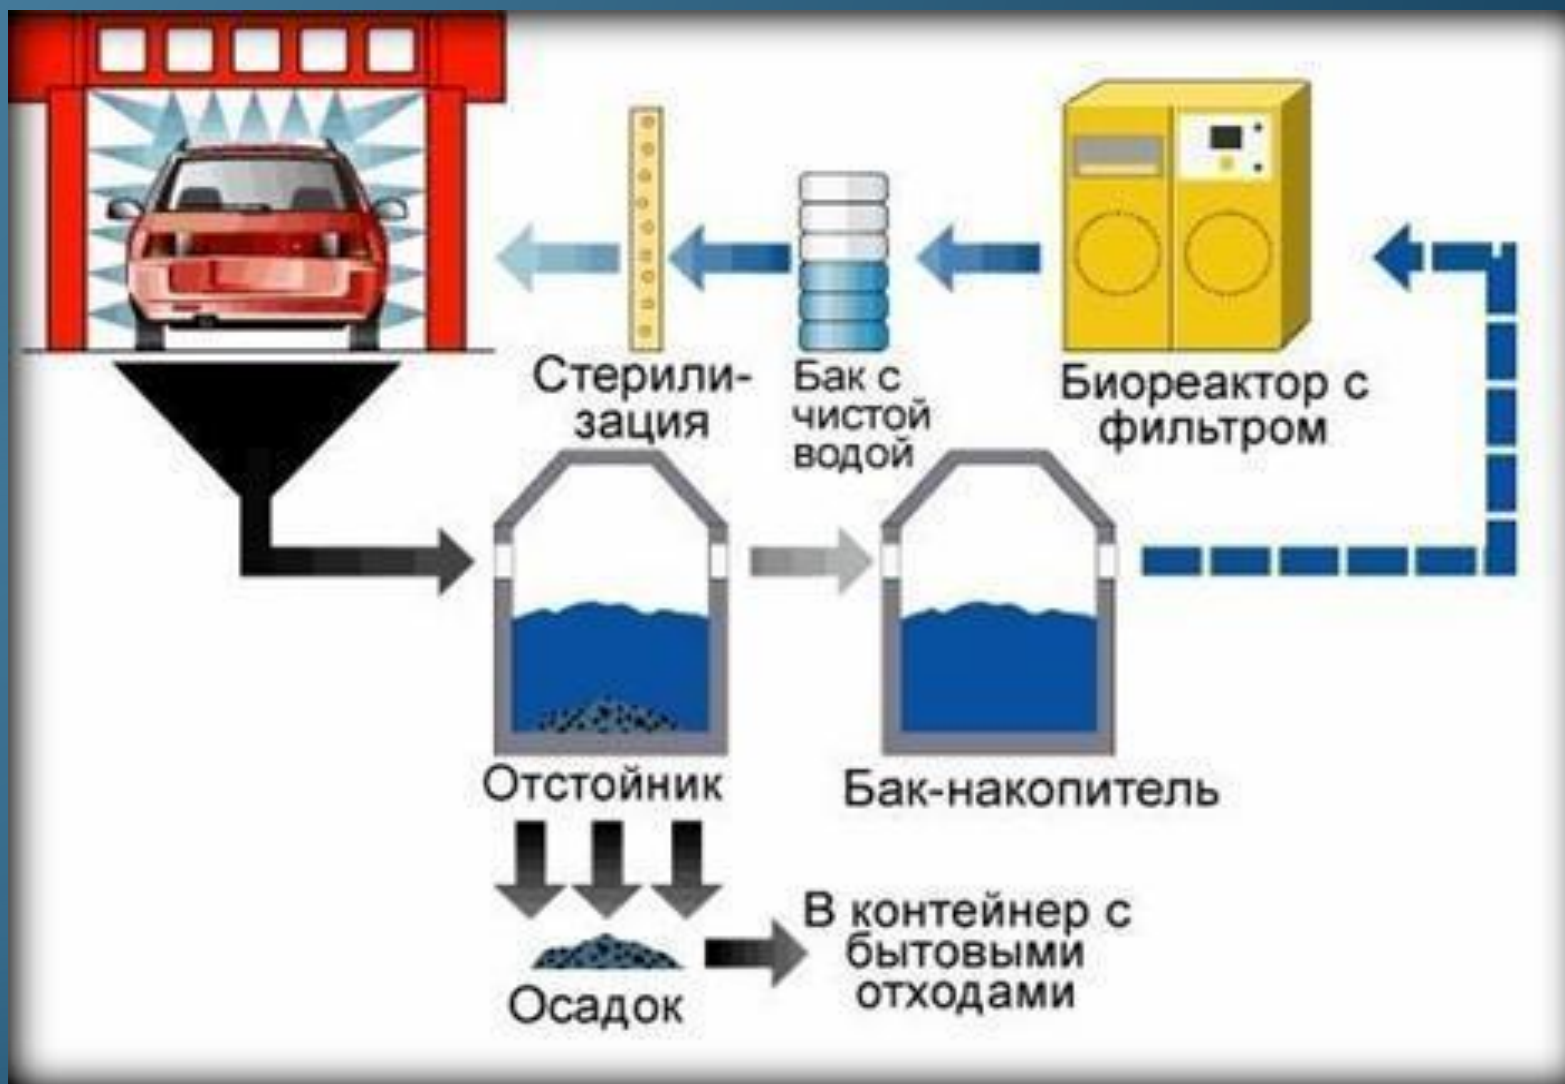 Стерили-
зация
Бак с
чистой
водой
Биореактор с
фильтром
Отстойник
Бак-накопитель
Осадок
В контейнер с
бытовыми
отходами